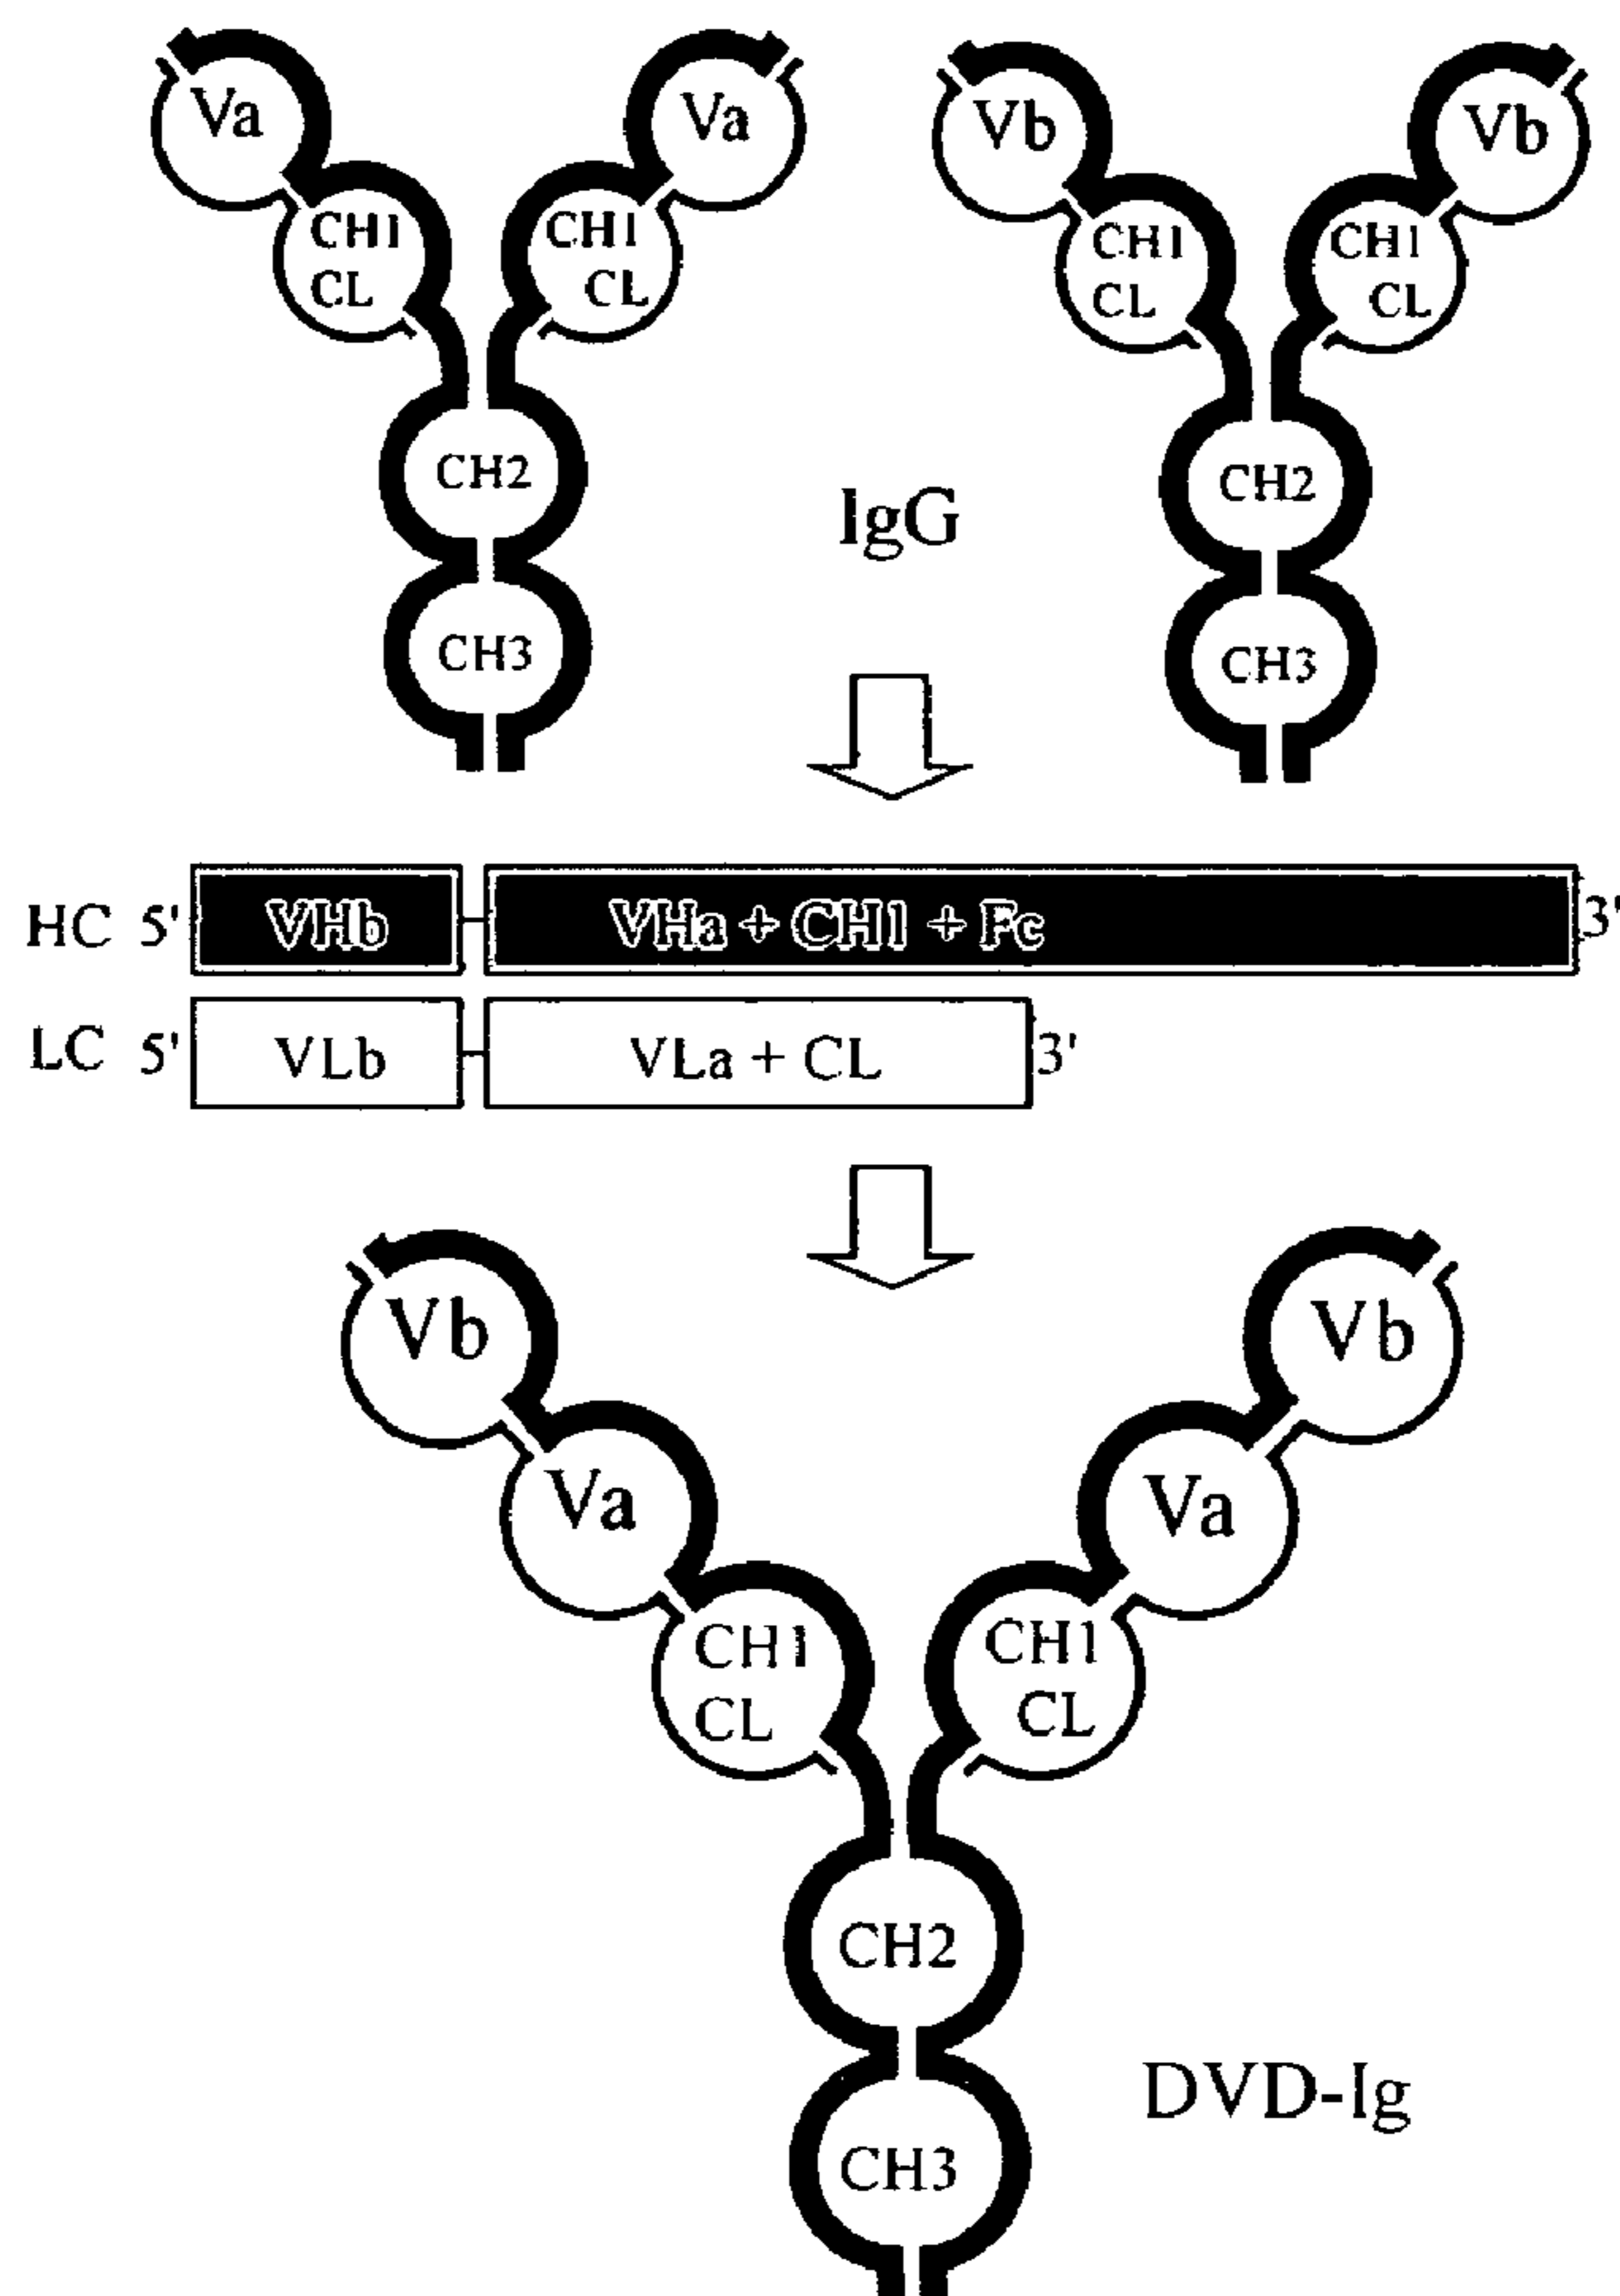 Va Va Vb Vb
CH1 CH1 CH1 CH1
CL CL CL CL
CH2 CH2
IgG
CH3 CH3
HC 5' VHb VHa + CH1 + Fc 3'
LC 5' VLb VLa + CL 3'
Vb Vb
Va Va
CH1 CH1
CL CL
CH2
DVD-Ig
CH3